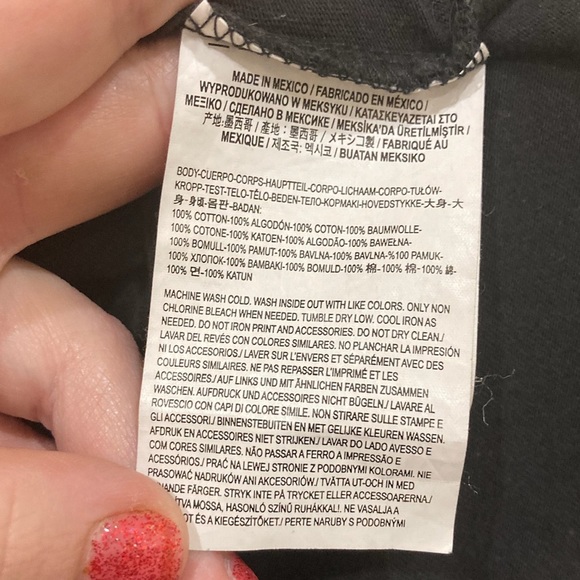 MADE IN MEXICO / FABRICADO EN MÉXICO /
WYPRODUKOWANO W MEKSYKU / ΚΑΤΑΣΚΕΥΑΖΕΤΑΙ ΣΤΟ
ΜΕΞΙΚΟ / СДЕЛАНО В МЕКСИКЕ / MEKSİKA'DA ÜRETİLMİŞTİR /
产地:墨西哥 / 產地 : 墨西哥 / メキシコ製 / FABRIQUÉ AU
MEXIQUE / 제조국: 멕시코 / BUATAN MEKSIKO
BODY-CUERPO-CORPS-HAUPTTEIL-CORPO-LICHAAM-CORPO-TUŁÓW-
KROPP-TEST-TELO-TĚLO-BEDEN-ТЕЛО-ΚΟΡΜΑΚΙ-HOVEDSTYKKE-大身-大
身-身頃-몸판-BADAN:
100% COTTON-100% ALGODÓN-100% COTON-100% BAUMWOLLE-
100% COTONE-100% KATOEN-100% ALGODÃO-100% BAWEŁNA-
100% BOMULL-100% PAMUT-100% BAVLNA-100% BAVLNA-%100 PAMUK-
100% ХЛОПОК-100% ΒΑΜΒΑΚΙ-100% BOMULD-100% 棉-100% 棉-100% 綿-
100% 면-100% KATUN
MACHINE WASH COLD. WASH INSIDE OUT WITH LIKE COLORS. ONLY NON
CHLORINE BLEACH WHEN NEEDED. TUMBLE DRY LOW. COOL IRON AS
NEEDED. DO NOT IRON PRINT AND ACCESSORIES. DO NOT DRY CLEAN./
LAVAR DEL REVÉS CON COLORES SIMILARES. NO PLANCHAR LA IMPRESIÓN
NI LOS ACCESORIOS./ LAVER SUR L'ENVERS ET SÉPARÉMENT AVEC DES
COULEURS SIMILAIRES. NE PAS REPASSER L'IMPRIMÉ ET LES
ACCESSOIRES./ AUF LINKS UND MIT ÄHNLICHEN FARBEN ZUSAMMEN
WASCHEN. AUFDRUCK UND ACCESSOIRES NICHT BÜGELN./ LAVARE AL
ROVESCIO CON CAPI DI COLORE SIMILE. NON STIRARE SULLE STAMPE E
GLI ACCESSORI./ BINNENSTEBUITEN EN MET GELIJKE KLEUREN WASSEN.
AFDRUK EN ACCESSOIRES NIET STRIJKEN./ LAVAR DO LADO AVESSO E
COM CORES SIMILARES. NÃO PASSAR A FERRO A IMPRESSÃO E
ACESSÓRIOS./ PRAĆ NA LEWEJ STRONIE Z PODOBNYMI KOLORAMI. NIE
PRASOWAĆ NADRUKÓW ANI AKCESORIÓW./ TVÄTTA UT-OCH IN MED
FÄRGER. STRYK INTE PÅ TRYCKET ELLER ACCESSOARERNA./
MOSSA, HASONLÓ SZÍNŰ RUHÁKKAL!. NE VASALJA A
ÉS A KIEGÉSZÍTŐKET./ PERTE NARUBY S PODOBNÝMI